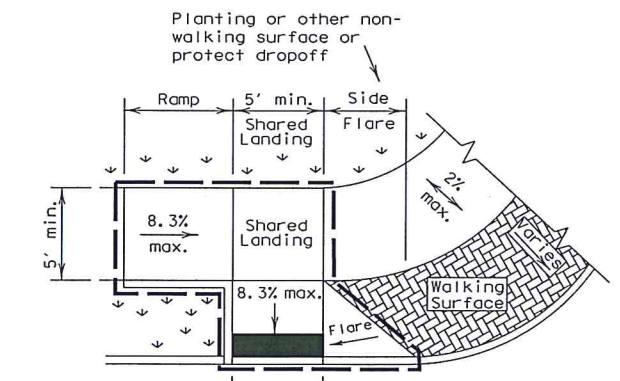 Planting or other non-
walking surface or
protect dropoff
Ramp
5' min.
Side
Shared
Landing
Flare
2%
max.
5' min.
8.3%
max.
Shared
Landing
Varies
8.3% max.
Walking
Surface
Flare